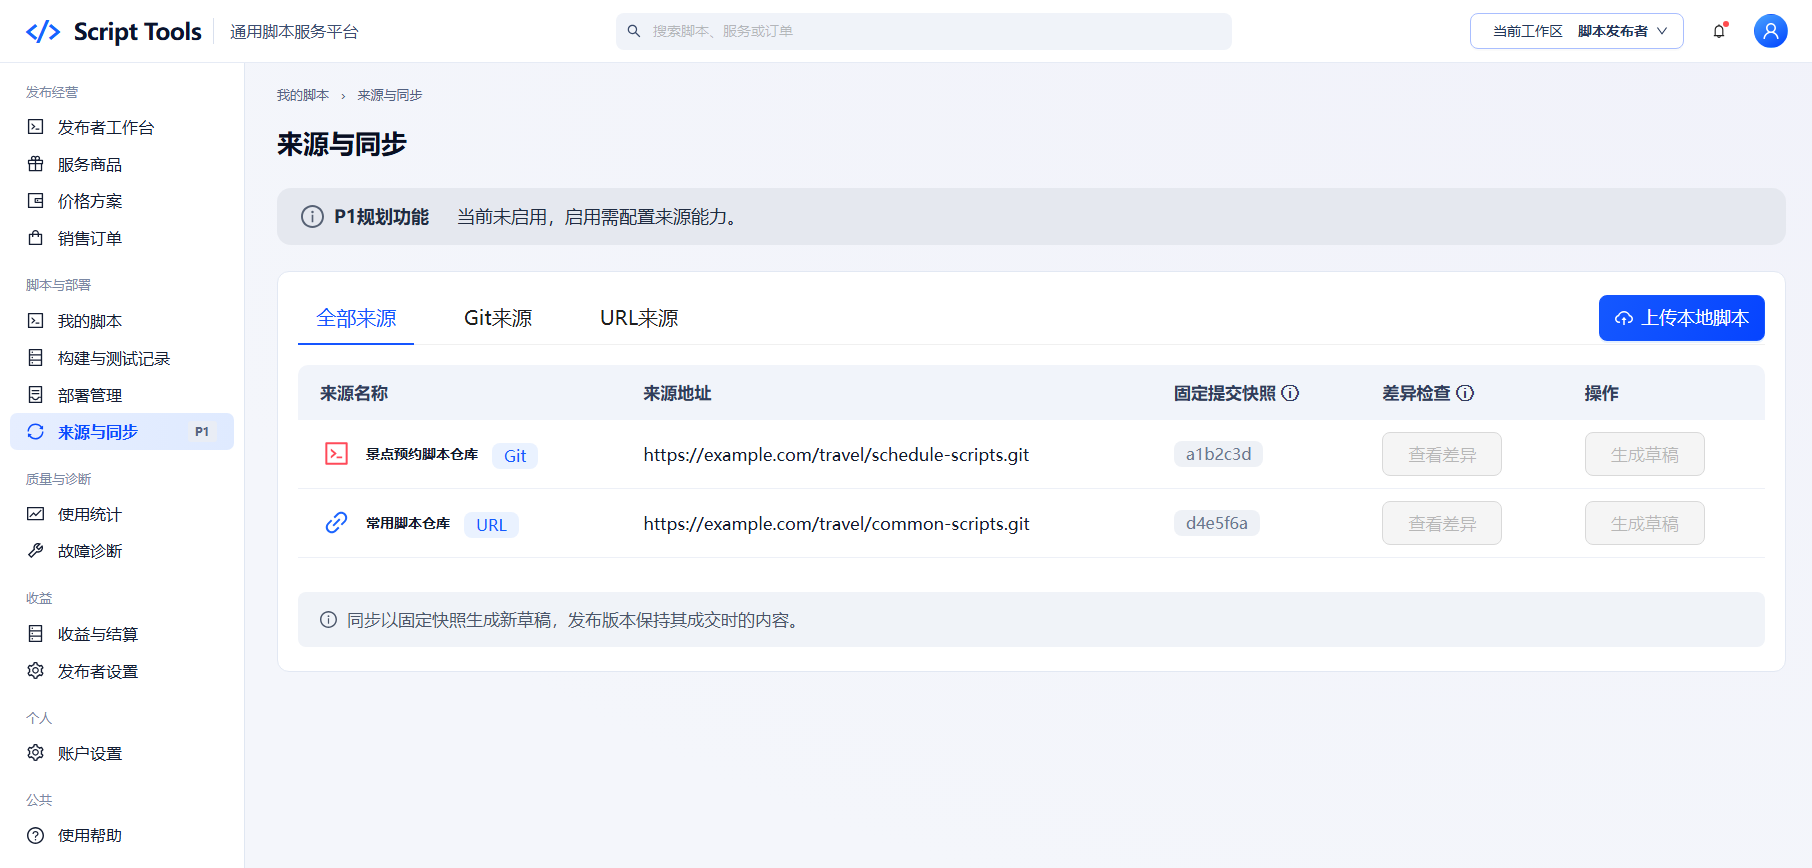 Script Tools
通用脚本服务平台
搜索脚本、服务或订单
当前工作区 脚本发布者
发布经营
发布者工作台
服务商品
价格方案
销售订单
脚本与部署
我的脚本
构建与测试记录
部署管理
来源与同步 P1
质量与诊断
使用统计
故障诊断
收益
收益与结算
发布者设置
个人
账户设置
公共
使用帮助
我的脚本 › 来源与同步
来源与同步
P1规划功能 当前未启用，启用需配置来源能力。
全部来源 Git来源 URL来源
上传本地脚本
来源名称 来源地址 固定提交快照 差异检查 操作
景点预约脚本仓库 Git https://example.com/travel/schedule-scripts.git a1b2c3d 查看差异 生成草稿
常用脚本仓库 URL https://example.com/travel/common-scripts.git d4e5f6a 查看差异 生成草稿
同步以固定快照生成新草稿，发布版本保持其成交时的内容。